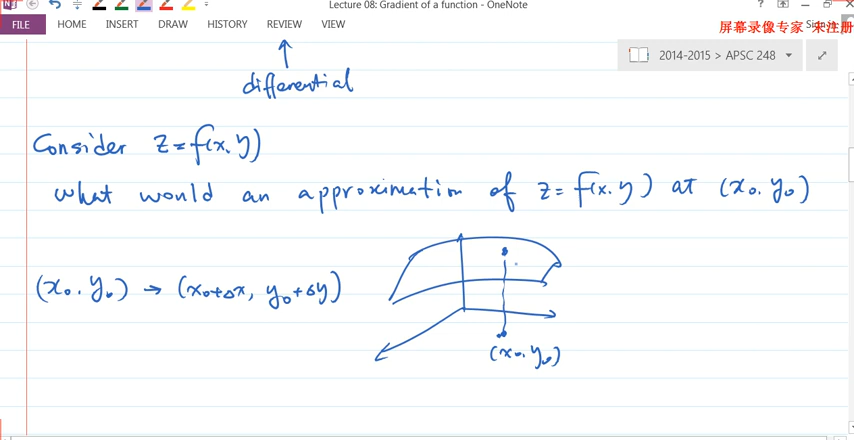 Lecture 08: Gradient of a function - OneNote
屏幕录像专家 未注册
FILE HOME INSERT DRAW HISTORY REVIEW VIEW
2014-2015 > APSC 248
differential
Consider z=f(x.y)
what would an approximation of z=f(x.y) at (x₀.y₀)
(x₀.y₀) → (x₀+Δx, y₀+Δy)
(x₀.y₀)